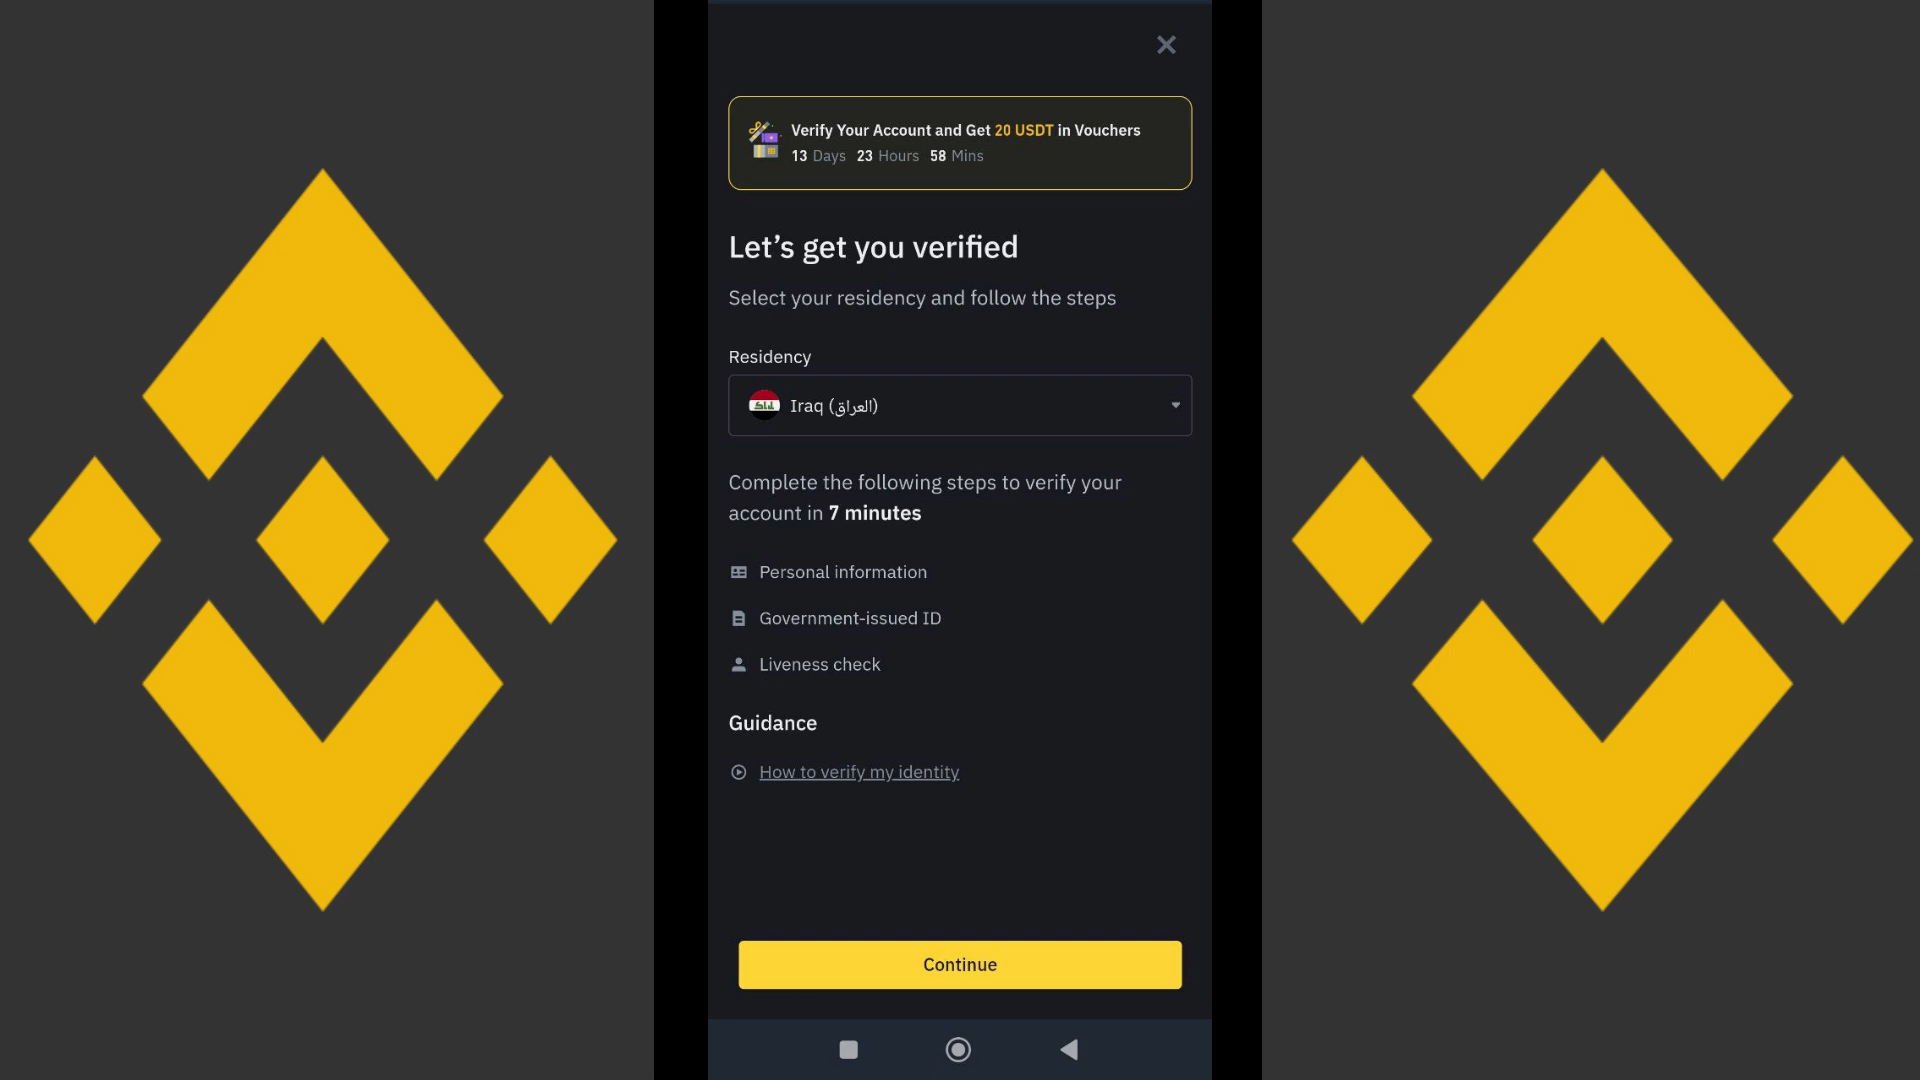 Verify Your Account and Get 20 USDT in Vouchers
13 Days 23 Hours 58 Mins
Let’s get you verified
Select your residency and follow the steps
Residency
Iraq (العراق)
Complete the following steps to verify your
account in 7 minutes
Personal information
Government-issued ID
Liveness check
Guidance
How to verify my identity
Continue